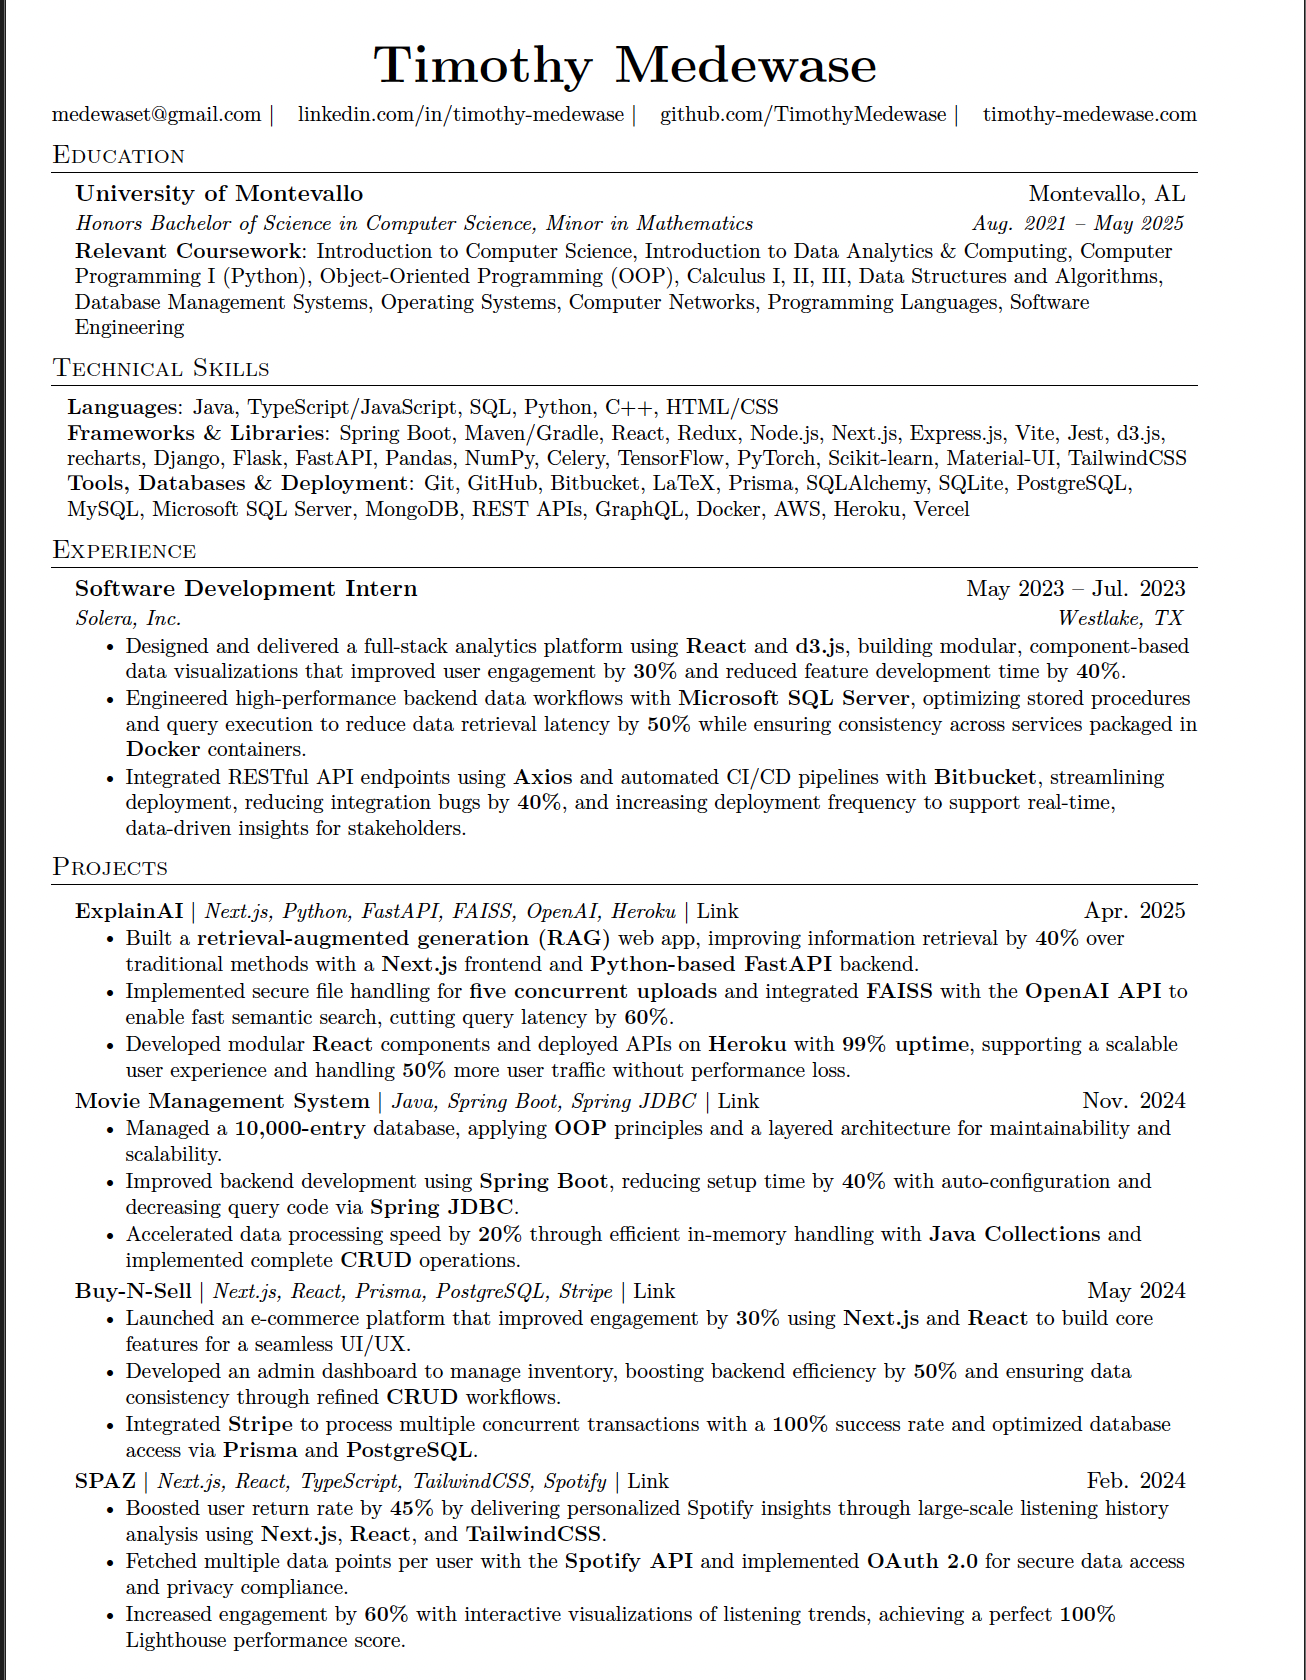 Timothy Medewase
medewaset@gmail.com | linkedin.com/in/timothy-medewase | github.com/TimothyMedewase | timothy-medewase.com
Education
University of Montevallo Montevallo, AL
Honors Bachelor of Science in Computer Science, Minor in Mathematics Aug. 2021 – May 2025
Relevant Coursework: Introduction to Computer Science, Introduction to Data Analytics & Computing, Computer
Programming I (Python), Object-Oriented Programming (OOP), Calculus I, II, III, Data Structures and Algorithms,
Database Management Systems, Operating Systems, Computer Networks, Programming Languages, Software
Engineering
Technical Skills
Languages: Java, TypeScript/JavaScript, SQL, Python, C++, HTML/CSS
Frameworks & Libraries: Spring Boot, Maven/Gradle, React, Redux, Node.js, Next.js, Express.js, Vite, Jest, d3.js,
recharts, Django, Flask, FastAPI, Pandas, NumPy, Celery, TensorFlow, PyTorch, Scikit-learn, Material-UI, TailwindCSS
Tools, Databases & Deployment: Git, GitHub, Bitbucket, LaTeX, Prisma, SQLAlchemy, SQLite, PostgreSQL,
MySQL, Microsoft SQL Server, MongoDB, REST APIs, GraphQL, Docker, AWS, Heroku, Vercel
Experience
Software Development Intern May 2023 – Jul. 2023
Solera, Inc. Westlake, TX
• Designed and delivered a full-stack analytics platform using React and d3.js, building modular, component-based
data visualizations that improved user engagement by 30% and reduced feature development time by 40%.
• Engineered high-performance backend data workflows with Microsoft SQL Server, optimizing stored procedures
and query execution to reduce data retrieval latency by 50% while ensuring consistency across services packaged in
Docker containers.
• Integrated RESTful API endpoints using Axios and automated CI/CD pipelines with Bitbucket, streamlining
deployment, reducing integration bugs by 40%, and increasing deployment frequency to support real-time,
data-driven insights for stakeholders.
Projects
ExplainAI | Next.js, Python, FastAPI, FAISS, OpenAI, Heroku | Link Apr. 2025
• Built a retrieval-augmented generation (RAG) web app, improving information retrieval by 40% over
traditional methods with a Next.js frontend and Python-based FastAPI backend.
• Implemented secure file handling for five concurrent uploads and integrated FAISS with the OpenAI API to
enable fast semantic search, cutting query latency by 60%.
• Developed modular React components and deployed APIs on Heroku with 99% uptime, supporting a scalable
user experience and handling 50% more user traffic without performance loss.
Movie Management System | Java, Spring Boot, Spring JDBC | Link Nov. 2024
• Managed a 10,000-entry database, applying OOP principles and a layered architecture for maintainability and
scalability.
• Improved backend development using Spring Boot, reducing setup time by 40% with auto-configuration and
decreasing query code via Spring JDBC.
• Accelerated data processing speed by 20% through efficient in-memory handling with Java Collections and
implemented complete CRUD operations.
Buy-N-Sell | Next.js, React, Prisma, PostgreSQL, Stripe | Link May 2024
• Launched an e-commerce platform that improved engagement by 30% using Next.js and React to build core
features for a seamless UI/UX.
• Developed an admin dashboard to manage inventory, boosting backend efficiency by 50% and ensuring data
consistency through refined CRUD workflows.
• Integrated Stripe to process multiple concurrent transactions with a 100% success rate and optimized database
access via Prisma and PostgreSQL.
SPAZ | Next.js, React, TypeScript, TailwindCSS, Spotify | Link Feb. 2024
• Boosted user return rate by 45% by delivering personalized Spotify insights through large-scale listening history
analysis using Next.js, React, and TailwindCSS.
• Fetched multiple data points per user with the Spotify API and implemented OAuth 2.0 for secure data access
and privacy compliance.
• Increased engagement by 60% with interactive visualizations of listening trends, achieving a perfect 100%
Lighthouse performance score.